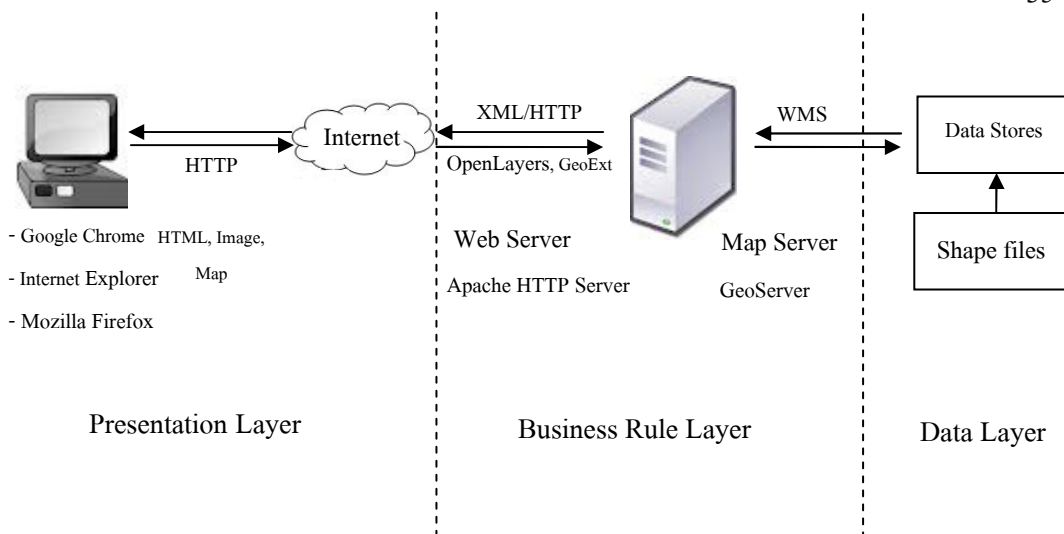 Internet
HTTP
XML/HTTP
OpenLayers, GeoExt
WMS
Data Stores
Shape files
- Google Chrome HTML, Image,
- Internet Explorer Map
- Mozilla Firefox
Web Server
Apache HTTP Server
Map Server
GeoServer
Presentation Layer
Business Rule Layer
Data Layer